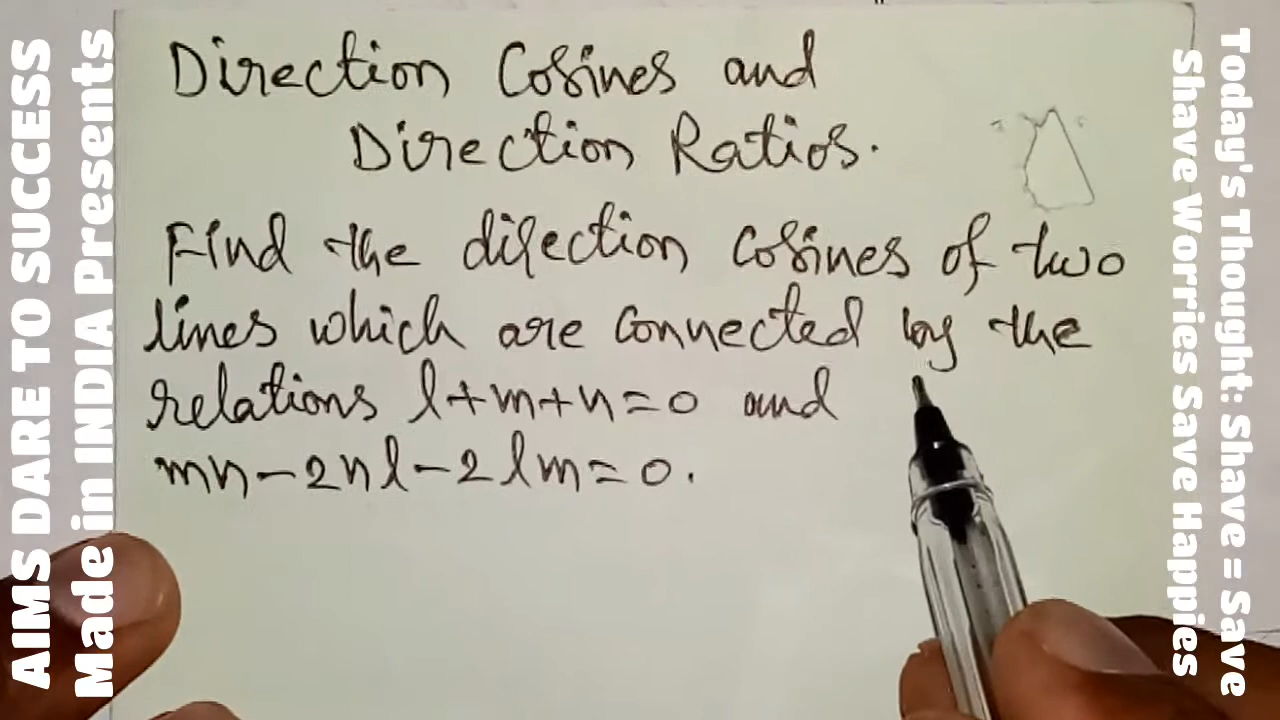 AIMS DARE TO SUCCESS
Made in INDIA Presents
Direction Cosines and
Direction Ratios.
Find the direction cosines of two
lines which are connected by the
relations l+m+n=0 and
mn-2nl-2lm=0.
Today's Thought: Shave = Save
Shave Worries Save Happies